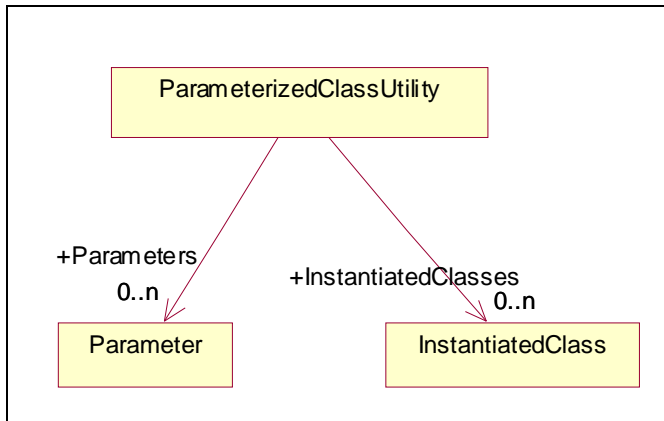 ParameterizedClassUtility
+Parameters
+InstantiatedClasses
0..n
0..n
Parameter
InstantiatedClass